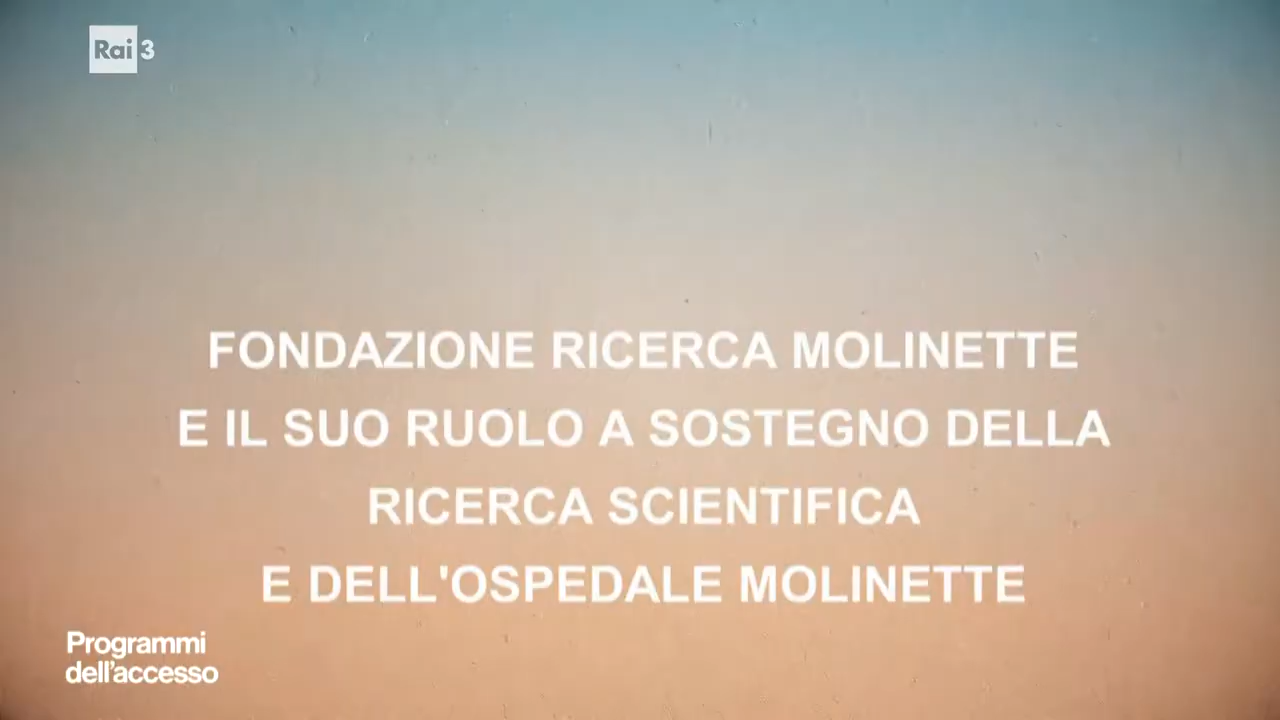 Rai 3
FONDAZIONE RICERCA MOLINETTE
E IL SUO RUOLO A SOSTEGNO DELLA
RICERCA SCIENTIFICA
E DELL'OSPEDALE MOLINETTE
Programmi
dell'accesso